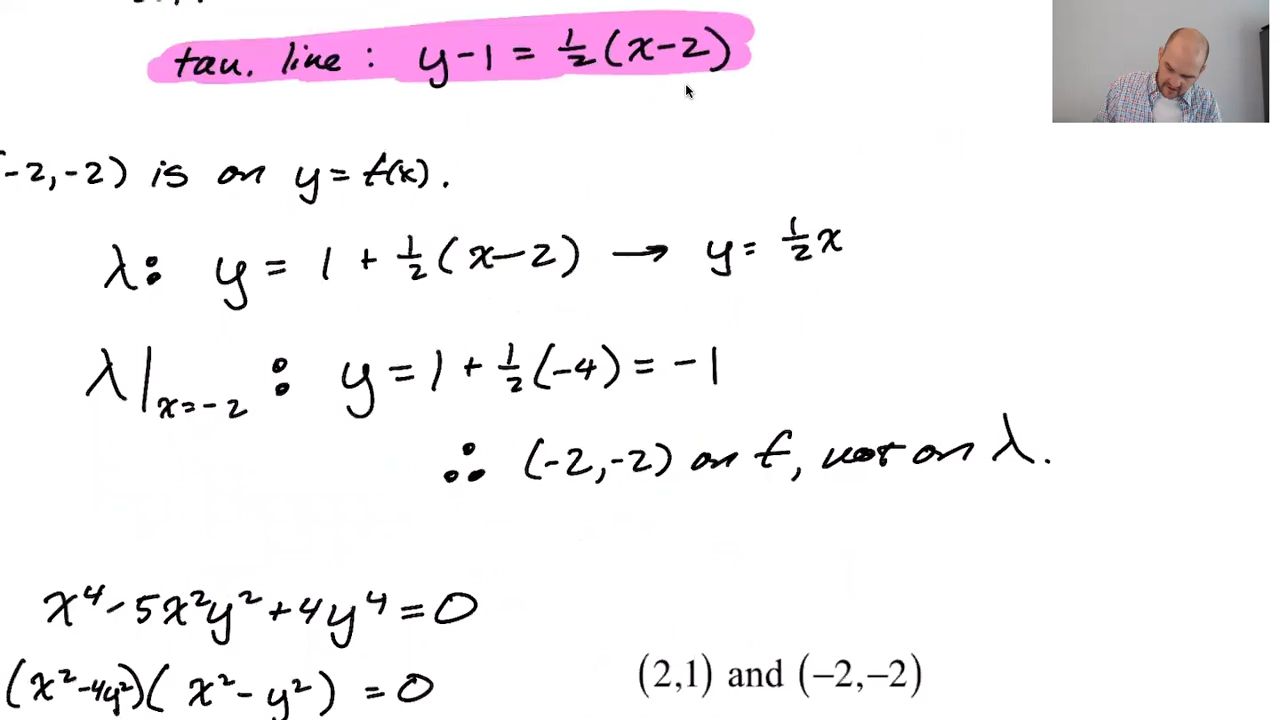 tan. line : y-1 = ½(x-2)
-2,-2) is on y = f(x).
λ: y = 1 + ½(x-2) → y = ½x
λ|ₓ₌₋₂ : y = 1 + ½(-4) = -1
∴ (-2,-2) on f, not on λ.
x⁴-5x²y²+4y⁴=0
(x²-4y²)(x²-y²) = 0
(2,1) and (−2,−2)